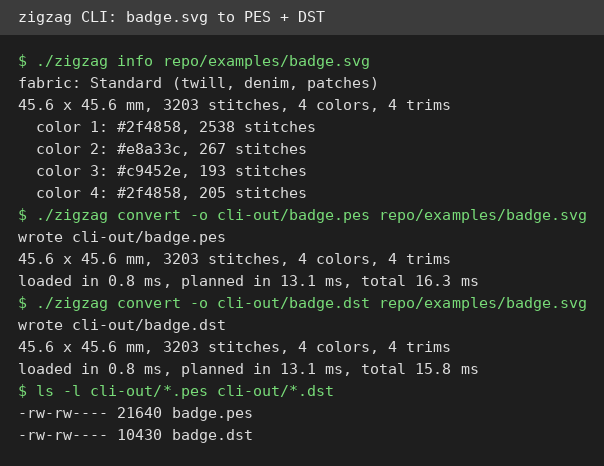 zigzag CLI: badge.svg to PES + DST
$ ./zigzag info repo/examples/badge.svg
fabric: Standard (twill, denim, patches)
45.6 x 45.6 mm, 3203 stitches, 4 colors, 4 trims
  color 1: #2f4858, 2538 stitches
  color 2: #e8a33c, 267 stitches
  color 3: #c9452e, 193 stitches
  color 4: #2f4858, 205 stitches
$ ./zigzag convert -o cli-out/badge.pes repo/examples/badge.svg
wrote cli-out/badge.pes
45.6 x 45.6 mm, 3203 stitches, 4 colors, 4 trims
loaded in 0.8 ms, planned in 13.1 ms, total 16.3 ms
$ ./zigzag convert -o cli-out/badge.dst repo/examples/badge.svg
wrote cli-out/badge.dst
45.6 x 45.6 mm, 3203 stitches, 4 colors, 4 trims
loaded in 0.8 ms, planned in 13.1 ms, total 15.8 ms
$ ls -l cli-out/*.pes cli-out/*.dst
-rw-rw---- 21640 badge.pes
-rw-rw---- 10430 badge.dst